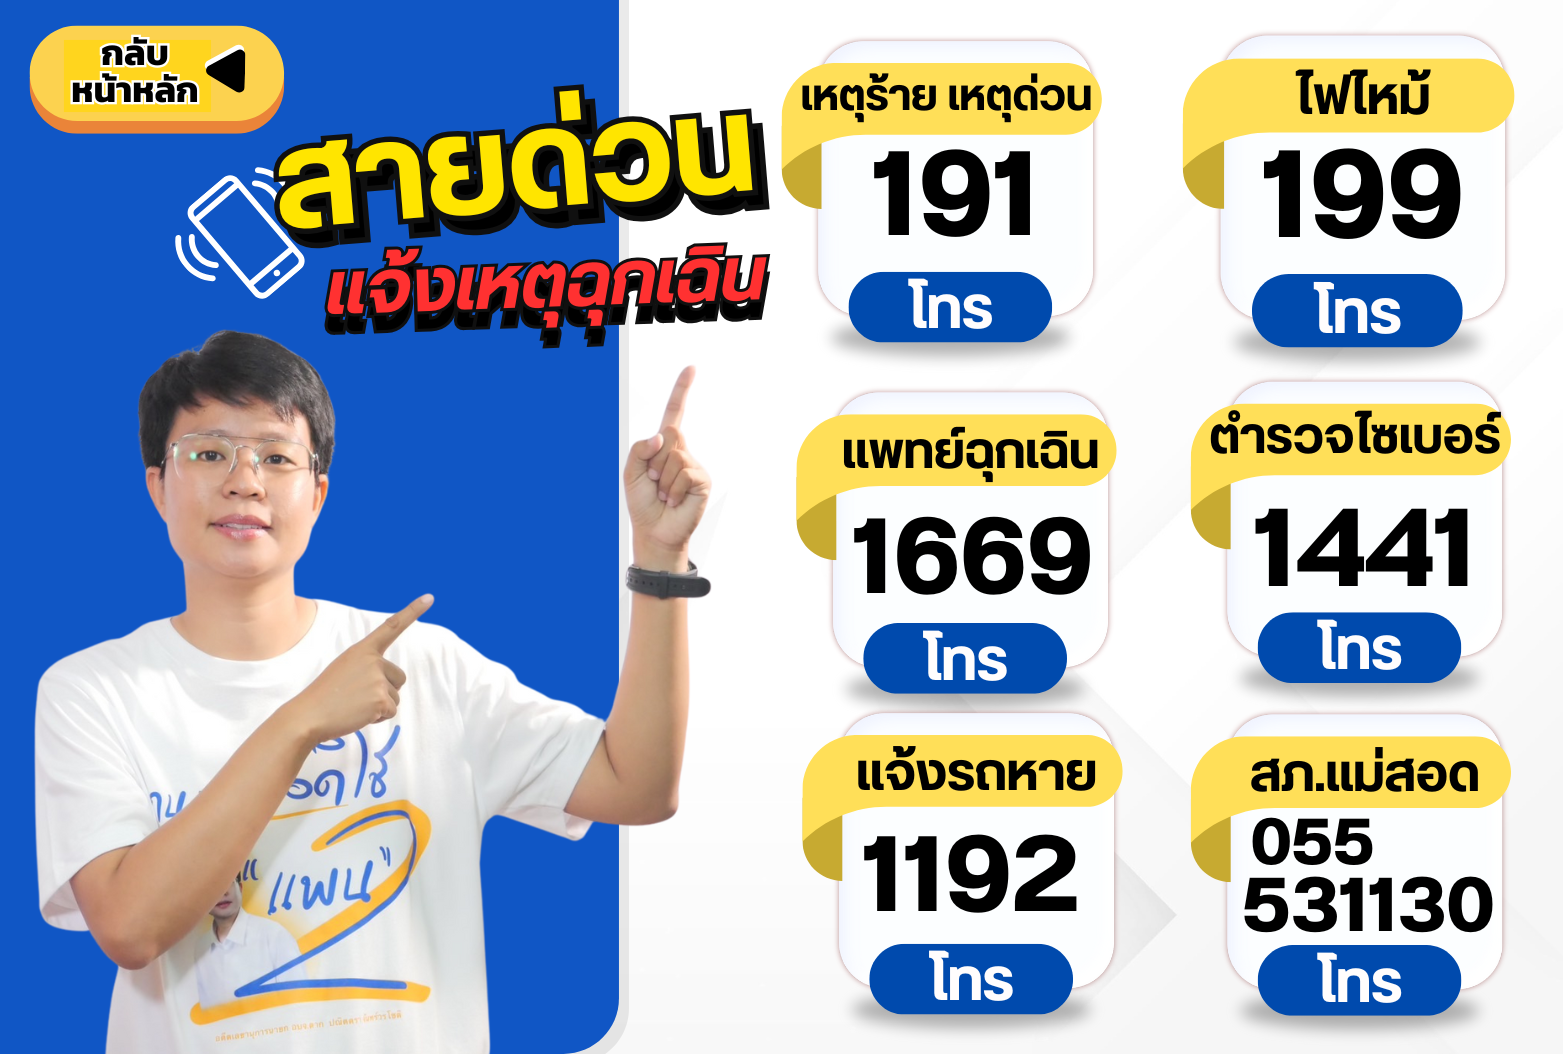 กลับ
หน้าหลัก
สายด่วน
แจ้งเหตุฉุกเฉิน
เหตุร้าย เหตุด่วน
191
โทร
ไฟไหม้
199
โทร
แพทย์ฉุกเฉิน
1669
โทร
ตำรวจไซเบอร์
1441
โทร
แจ้งรถหาย
1192
โทร
สภ.แม่สอด
055
531130
โทร
"แพน"
2